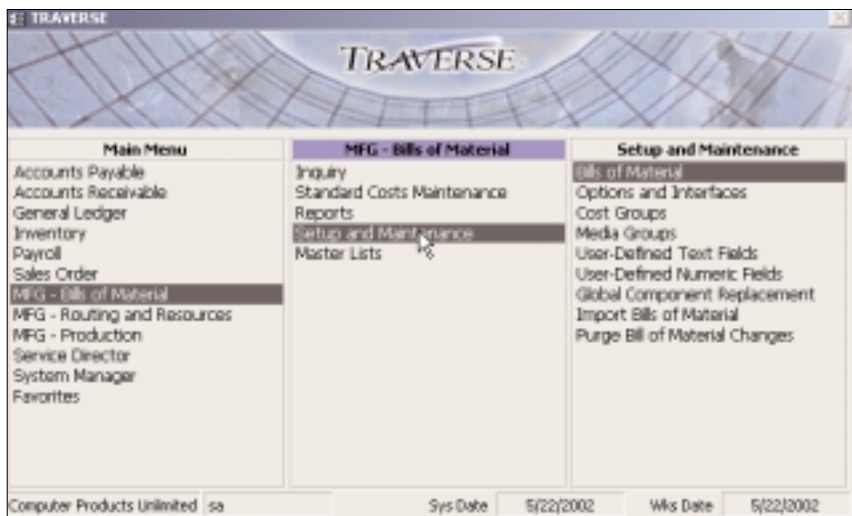 TRAVERSE
TRAVERSE
Main Menu
Accounts Payable
Accounts Receivable
General Ledger
Inventory
Payroll
Sales Order
MFG - Bills of Material
MFG - Routing and Resources
MFG - Production
Service Director
System Manager
Favorites
MFG - Bills of Material
Inquiry
Standard Costs Maintenance
Reports
Setup and Maintenance
Master Lists
Setup and Maintenance
Bills of Material
Options and Interfaces
Cost Groups
Media Groups
User-Defined Text Fields
User-Defined Numeric Fields
Global Component Replacement
Import Bills of Material
Purge Bill of Material Changes
Computer Products Unlimited sa Sys Date 5/22/2002 Wks Date 5/22/2002